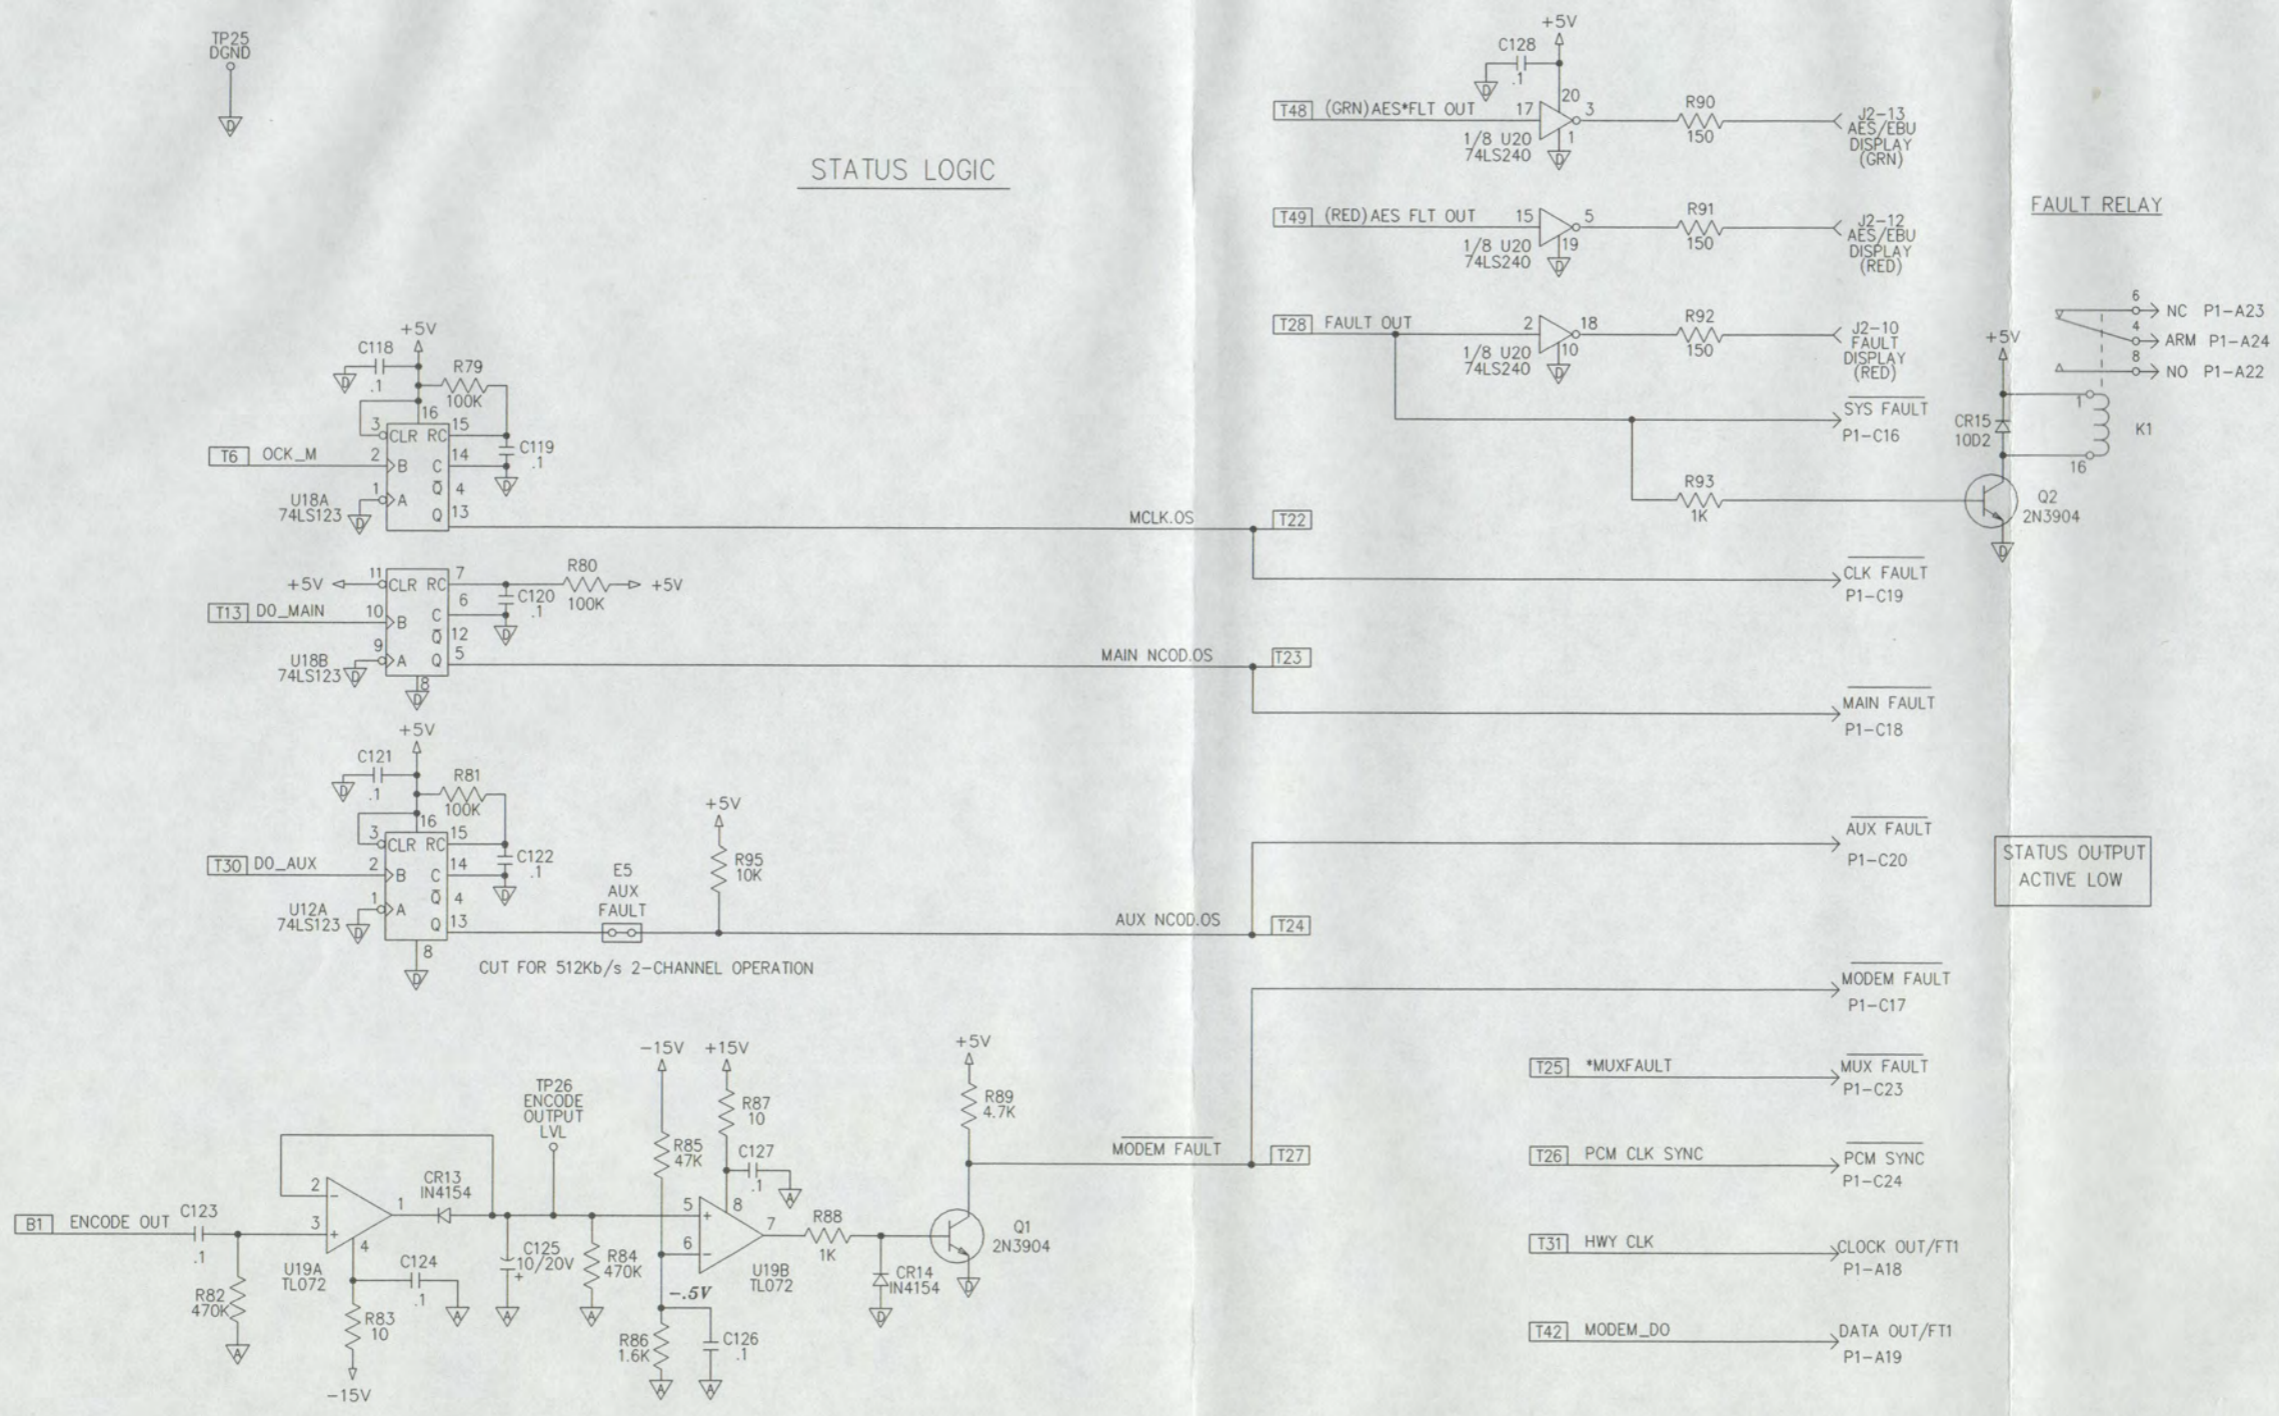 TP25
DGND
D
STATUS LOGIC
+5V
C128
.1
D
20
T48 (GRN)AES*FLT OUT 17 3
1
1/8 U20
74LS240
D
R90
150
J2-13
AES/EBU
DISPLAY
(GRN)
T49 (RED)AES FLT OUT 15 5
19
1/8 U20
74LS240
D
R91
150
J2-12
AES/EBU
DISPLAY
(RED)
T28 FAULT OUT 2 18
10
1/8 U20
74LS240
D
R92
150
J2-10
FAULT
DISPLAY
(RED)
SYS FAULT
P1-C16
R93
1K
FAULT RELAY
6 NC P1-A23
4 ARM P1-A24
8 NO P1-A22
+5V
1
CR15
10D2
K1
16
Q2
2N3904
D
+5V
C118
.1
D
R79
100K
16
3 CLR RC 15
T6 OCK_M 2 B C 14
C119
.1
D
1 A Q 4
U18A
74LS123
D
Q 13
MCLK.OS T22
CLK FAULT
P1-C19
+5V 11 CLR RC 7
R80
100K
+5V
C120
.1
D
T13 DO_MAIN 10 B C 6
9 A Q 12
U18B
74LS123
D
Q 5
8
D
MAIN NCOD.OS T23
MAIN FAULT
P1-C18
+5V
C121
.1
D
R81
100K
16
3 CLR RC 15
T30 DO_AUX 2 B C 14
C122
.1
D
1 A Q 4
U12A
74LS123
D
Q 13
8
D
E5
AUX
FAULT
+5V
R95
10K
CUT FOR 512Kb/s 2-CHANNEL OPERATION
AUX NCOD.OS T24
AUX FAULT
P1-C20
STATUS OUTPUT
ACTIVE LOW
MODEM FAULT
P1-C17
B1 ENCODE OUT
C123
.1
R82
470K
A
2 -
3 +
1
4
U19A
TL072
C124
.1
A
R83
10
-15V
CR13
IN4154
TP26
ENCODE
OUTPUT
LVL
C125
10/20V
+
A
R84
470K
A
-15V +15V
R85
47K
R87
10
C127
.1
A
5 +
6 -
8
7
U19B
TL072
-.5V
R86
1.6K
A
C126
.1
A
R88
1K
CR14
IN4154
D
+5V
R89
4.7K
Q1
2N3904
D
MODEM FAULT T27
T25 *MUXFAULT MUX FAULT
P1-C23
T26 PCM CLK SYNC PCM SYNC
P1-C24
T31 HWY CLK CLOCK OUT/FT1
P1-A18
T42 MODEM_DO DATA OUT/FT1
P1-A19